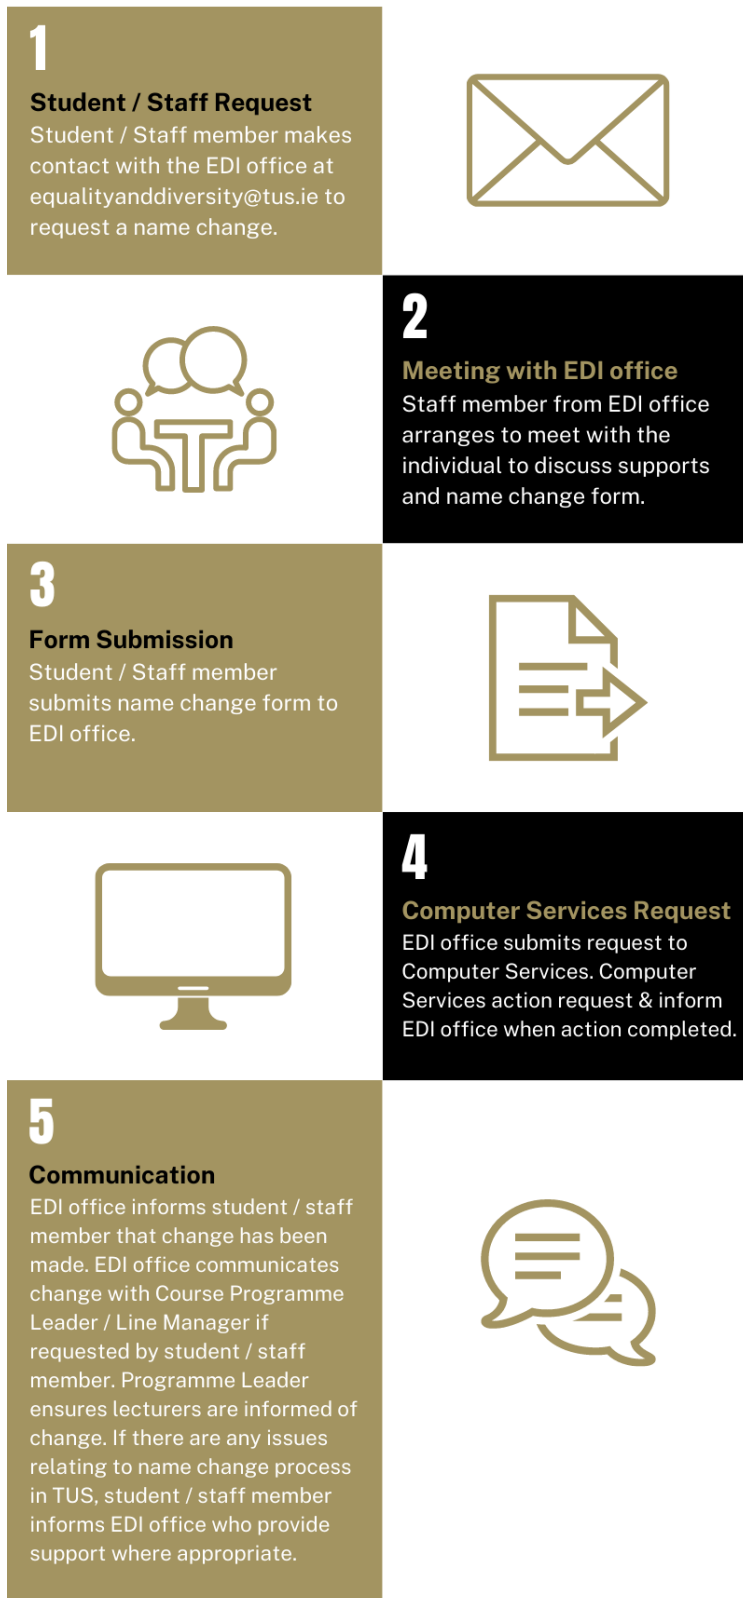 1
Student / Staff Request
Student / Staff member makes
contact with the EDI office at
equalityanddiversity@tus.ie to
request a name change.
2
Meeting with EDI office
Staff member from EDI office
arranges to meet with the
individual to discuss supports
and name change form.
3
Form Submission
Student / Staff member
submits name change form to
EDI office.
4
Computer Services Request
EDI office submits request to
Computer Services. Computer
Services action request & inform
EDI office when action completed.
5
Communication
EDI office informs student / staff
member that change has been
made. EDI office communicates
change with Course Programme
Leader / Line Manager if
requested by student / staff
member. Programme Leader
ensures lecturers are informed of
change. If there are any issues
relating to name change process
in TUS, student / staff member
informs EDI office who provide
support where appropriate.